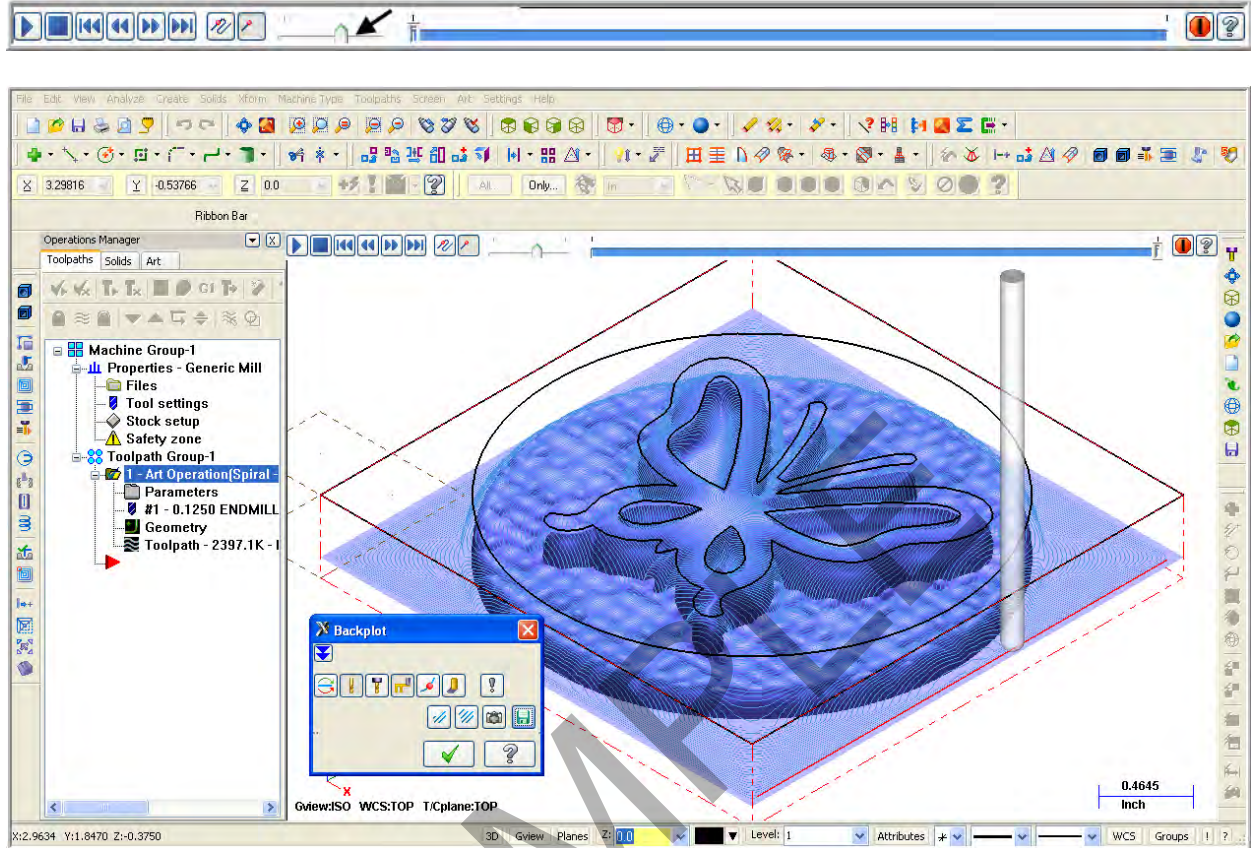 File Edit View Analyze Create Solids Xform Machine Type Toolpaths Screen Art Settings Help
X 3.29816 Y -0.53766 Z 0.0 All Only... in
Ribbon Bar
Operations Manager
Toolpaths Solids Art
G1
Machine Group-1
Properties - Generic Mill
Files
Tool settings
Stock setup
Safety zone
Toolpath Group-1
1 - Art Operation(Spiral -
Parameters
#1 - 0.1250 ENDMILL
Geometry
Toolpath - 2397.1K -
Backplot
X
Gview:ISO WCS:TOP T/Cplane:TOP
0.4645
Inch
MPLE
X:2.9634 Y:1.8470 Z:-0.3750 3D Gview Planes Z: 0.0 Level: 1 Attributes WCS Groups ! ?